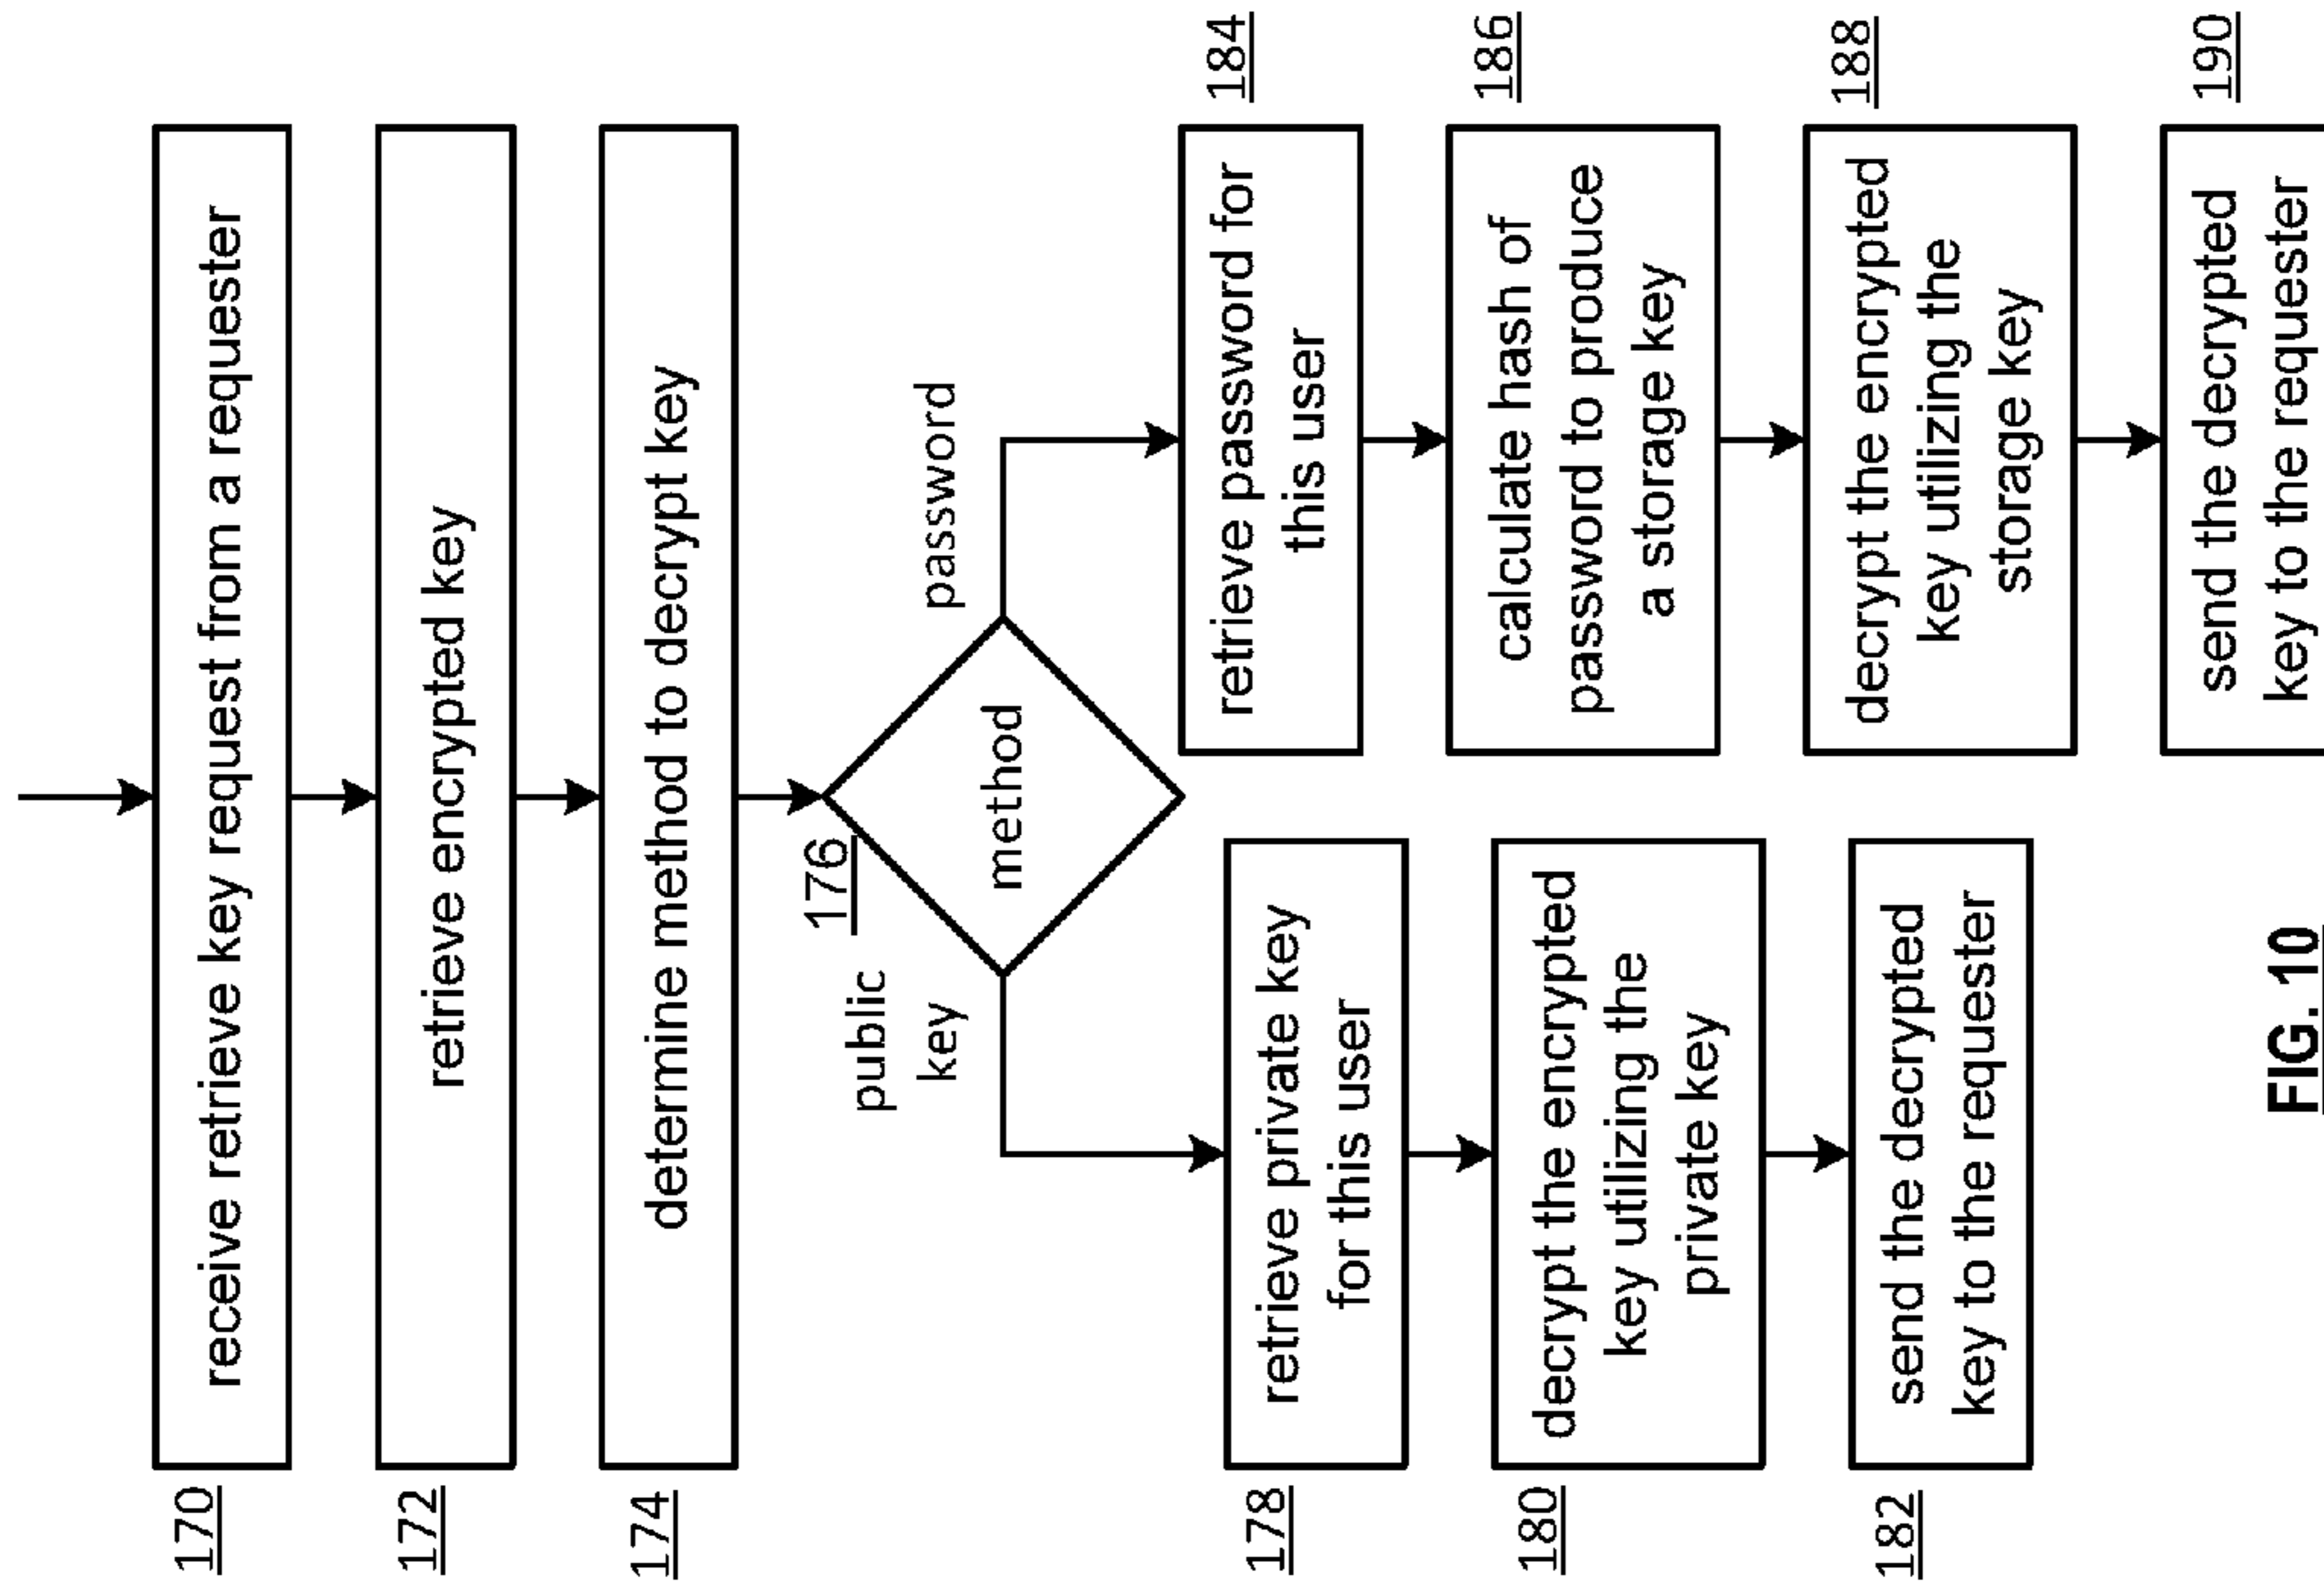 170
receive retrieve key request from a requester
172
retrieve encrypted key
174
determine method to decrypt key
176
method
public
key
password
178
retrieve private key
for this user
180
decrypt the encrypted
key utilizing the
private key
182
send the decrypted
key to the requester
184
retrieve password for
this user
186
calculate hash of
password to produce
a storage key
188
decrypt the encrypted
key utilizing the
storage key
190
send the decrypted
key to the requester
FIG. 10